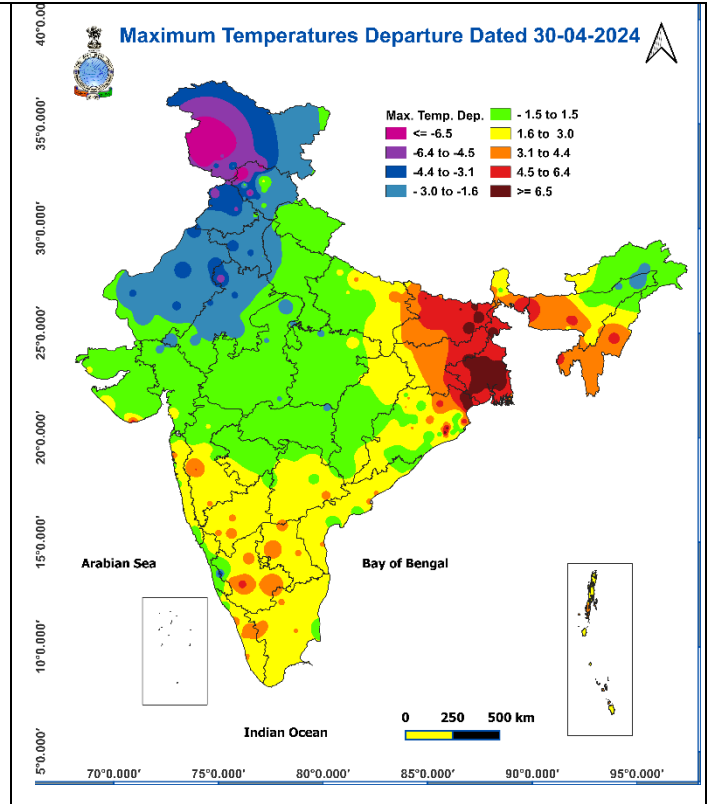 Maximum Temperatures Departure Dated 30-04-2024
Max. Temp. Dep.
<= -6.5
-6.4 to -4.5
-4.4 to -3.1
- 3.0 to -1.6
- 1.5 to 1.5
1.6 to 3.0
3.1 to 4.4
4.5 to 6.4
>= 6.5
40°0.000'
35°0.000'
30°0.000'
25°0.000'
20°0.000'
15°0.000'
10°0.000'
5°0.000'
Arabian Sea
Bay of Bengal
Indian Ocean
0 250 500 km
70°0.000' 75°0.000' 80°0.000' 85°0.000' 90°0.000' 95°0.000'